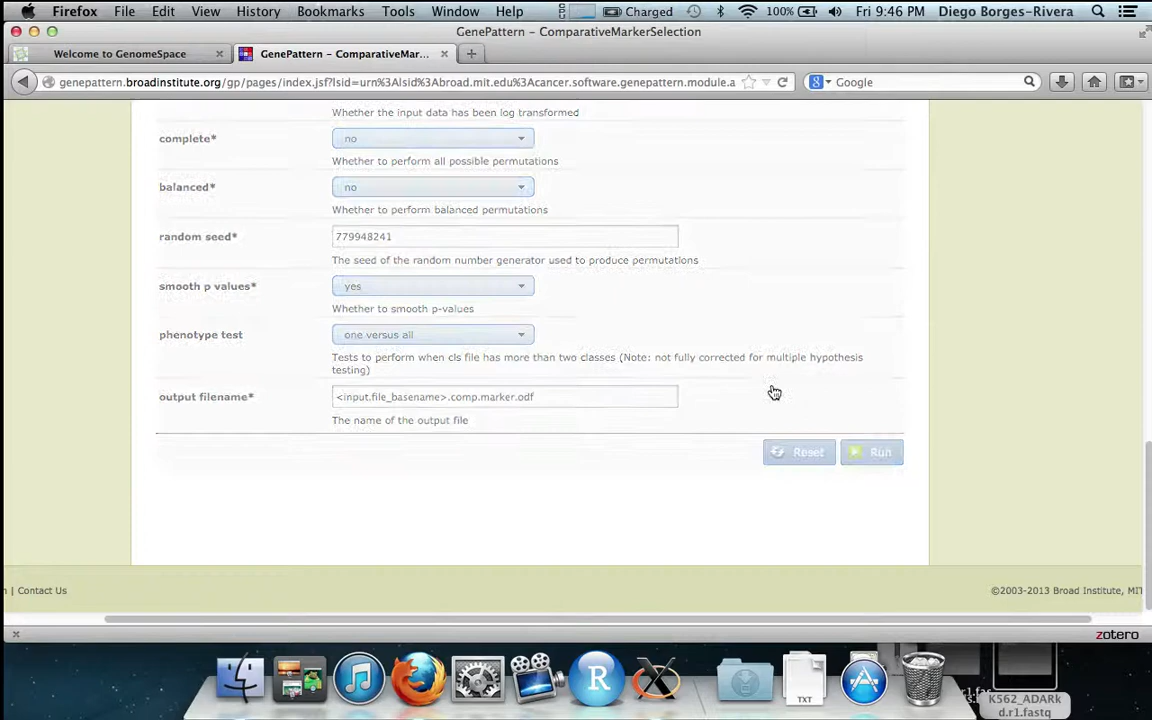 Firefox File Edit View History Bookmarks Tools Window Help Charged 100% Fri 9:46 PM Diego Borges-Rivera
GenePattern – ComparativeMarkerSelection
Welcome to GenomeSpace × GenePattern – ComparativeMar... × +
genepattern.broadinstitute.org/gp/pages/index.jsf?lsid=urn%3Alsid%3Abroad.mit.edu%3Acancer.software.genepattern.module.a Google
Whether the input data has been log transformed
complete* no
Whether to perform all possible permutations
balanced* no
Whether to perform balanced permutations
random seed* 779948241
The seed of the random number generator used to produce permutations
smooth p values* yes
Whether to smooth p-values
phenotype test one versus all
Tests to perform when cls file has more than two classes (Note: not fully corrected for multiple hypothesis
testing)
output filename* <input.file_basename>.comp.marker.odf
The name of the output file
Reset Run
| Contact Us ©2003-2013 Broad Institute, MIT
× zotero
R X TXT
K562_ADARk
d.r1.fastq